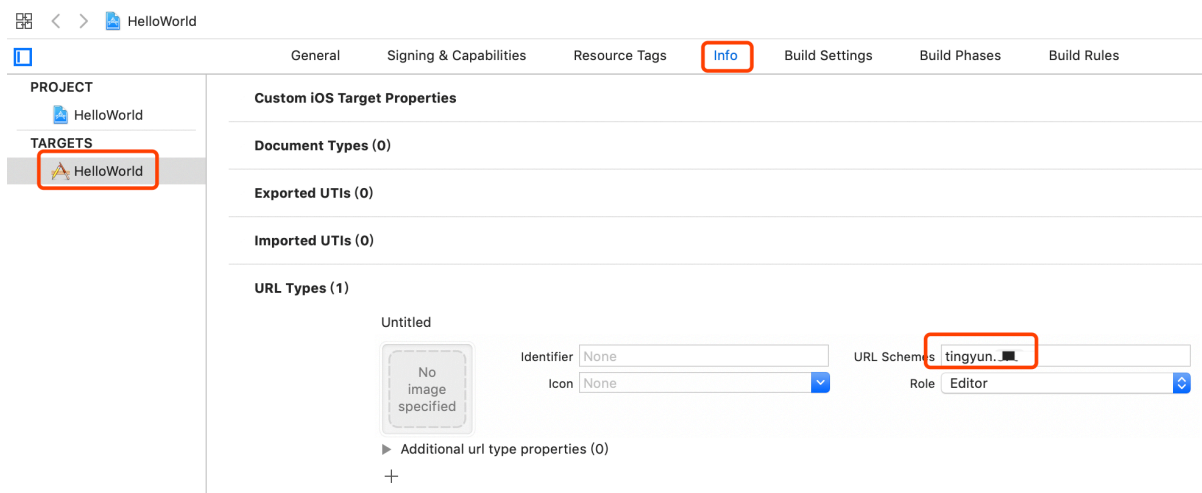 HelloWorld
General Signing & Capabilities Resource Tags Info Build Settings Build Phases Build Rules
PROJECT
HelloWorld
TARGETS
HelloWorld
Custom iOS Target Properties
Document Types (0)
Exported UTIs (0)
Imported UTIs (0)
URL Types (1)
Untitled
No
image
specified
Identifier None
URL Schemes tingyun.
Icon None
Role Editor
Additional url type properties (0)